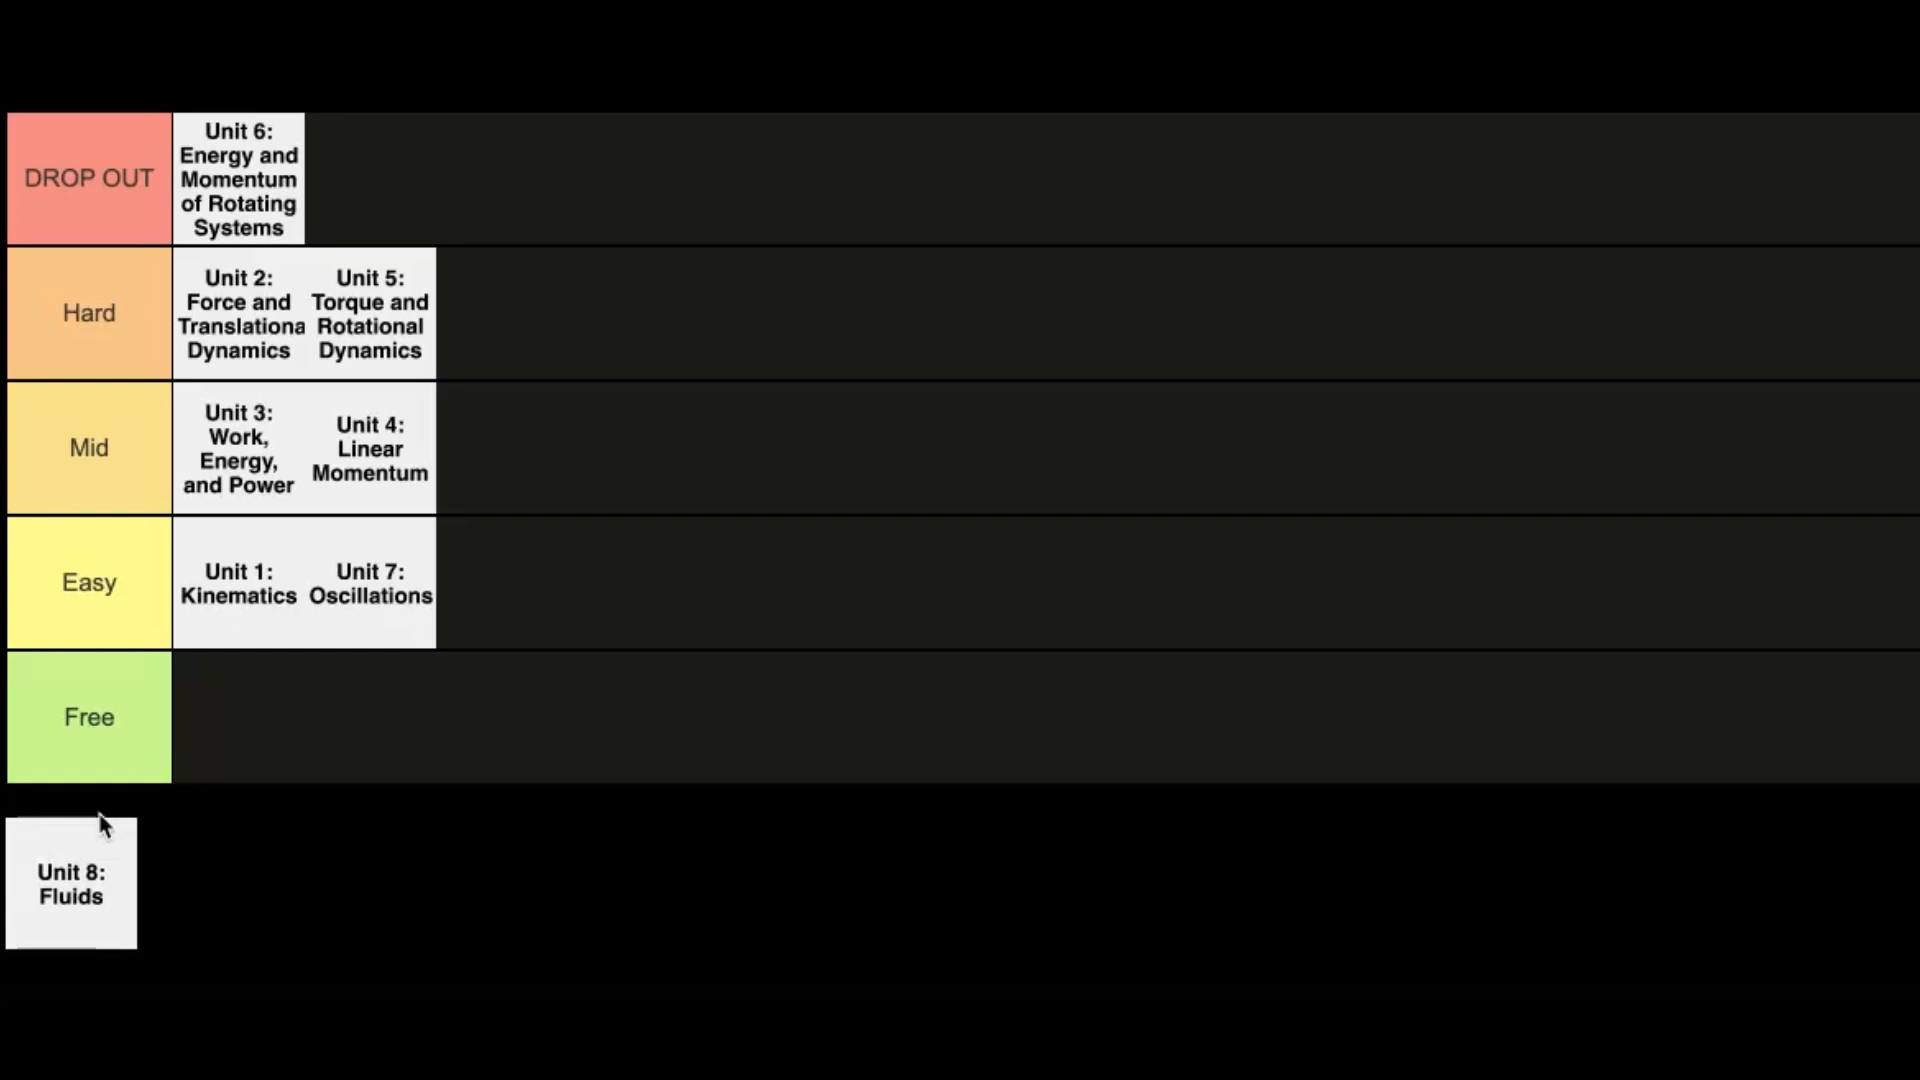 DROP OUT
Unit 6:
Energy and
Momentum
of Rotating
Systems
Hard
Unit 2:
Force and
Translationa
Dynamics
Unit 5:
Torque and
Rotational
Dynamics
Mid
Unit 3:
Work,
Energy,
and Power
Unit 4:
Linear
Momentum
Easy
Unit 1:
Kinematics
Unit 7:
Oscillations
Free
Unit 8:
Fluids